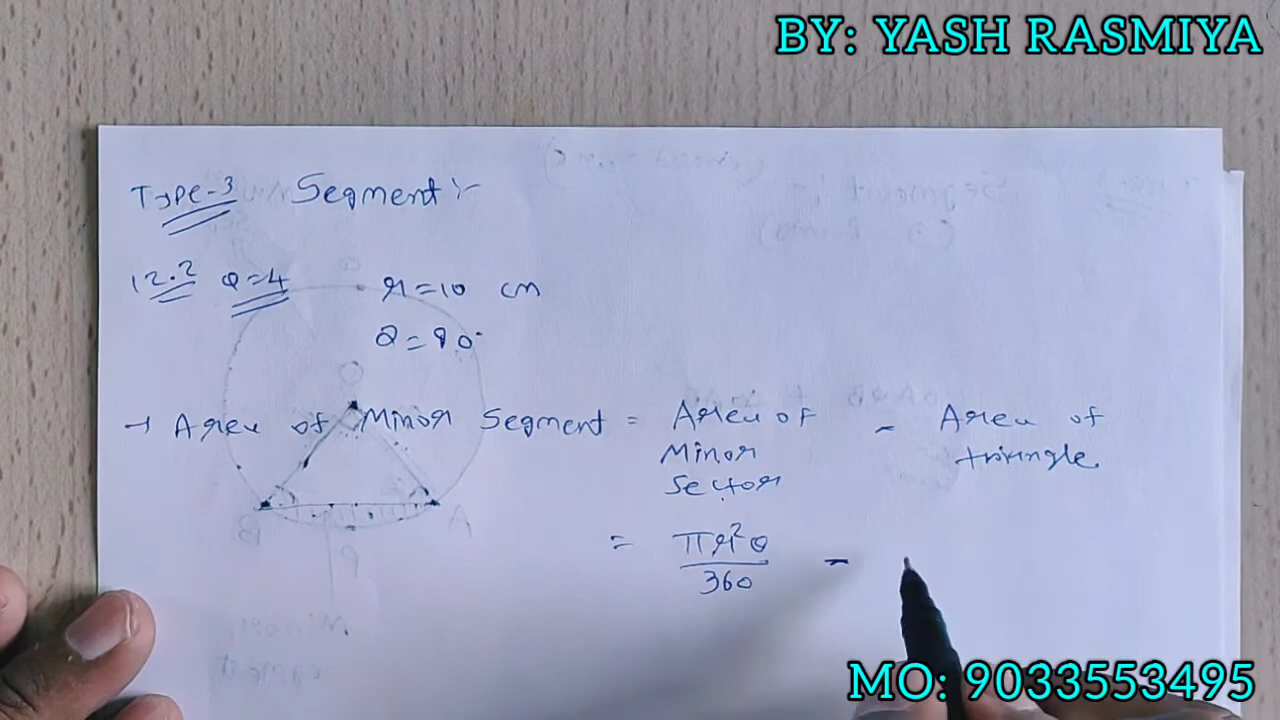 BY: YASH RASMIYA
Type-3 Segment :-
12.2 Q=4 r=10 cm
θ=90°
→ Area of Minor Segment = Area of Minor Sector - Area of triangle
= πr²θ/360 -
O
B A
P
Minor
MO: 9033553495